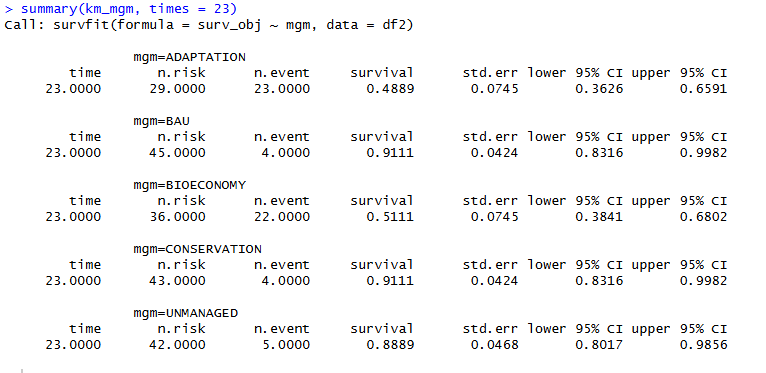 > summary(km_mgm, times = 23)
Call: survfit(formula = surv_obj ~ mgm, data = df2)
mgm=ADAPTATION
time n.risk n.event survival std.err lower 95% CI upper 95% CI
23.0000 29.0000 23.0000 0.4889 0.0745 0.3626 0.6591
mgm=BAU
time n.risk n.event survival std.err lower 95% CI upper 95% CI
23.0000 45.0000 4.0000 0.9111 0.0424 0.8316 0.9982
mgm=BIOECONOMY
time n.risk n.event survival std.err lower 95% CI upper 95% CI
23.0000 36.0000 22.0000 0.5111 0.0745 0.3841 0.6802
mgm=CONSERVATION
time n.risk n.event survival std.err lower 95% CI upper 95% CI
23.0000 43.0000 4.0000 0.9111 0.0424 0.8316 0.9982
mgm=UNMANAGED
time n.risk n.event survival std.err lower 95% CI upper 95% CI
23.0000 42.0000 5.0000 0.8889 0.0468 0.8017 0.9856